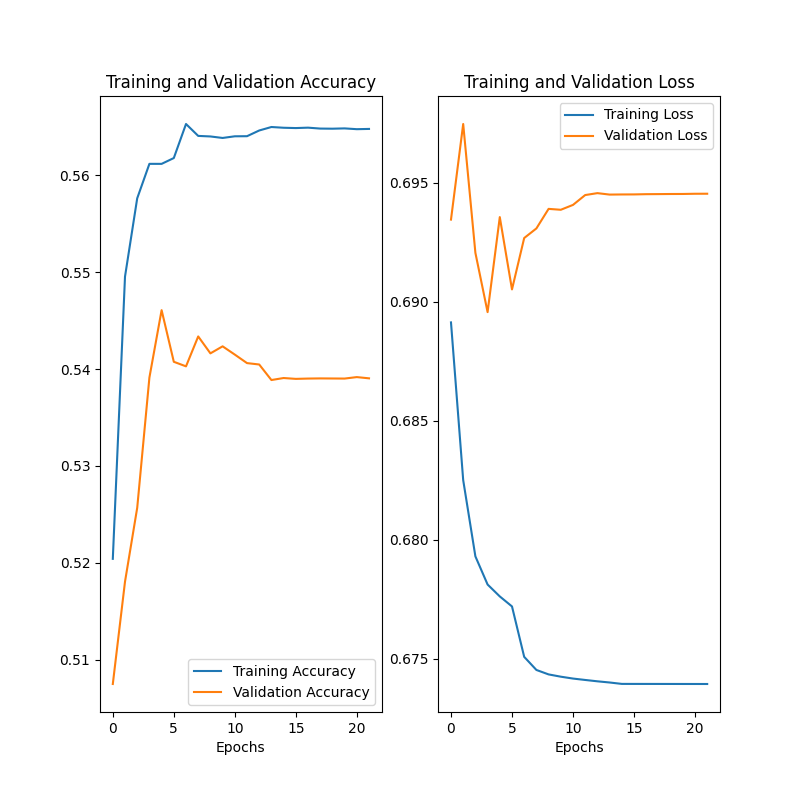 Training and Validation Accuracy
0.56
0.55
0.54
0.53
0.52
0.51
Training Accuracy
Validation Accuracy
0 5 10 15 20
Epochs
Training and Validation Loss
Training Loss
Validation Loss
0.695
0.690
0.685
0.680
0.675
0 5 10 15 20
Epochs